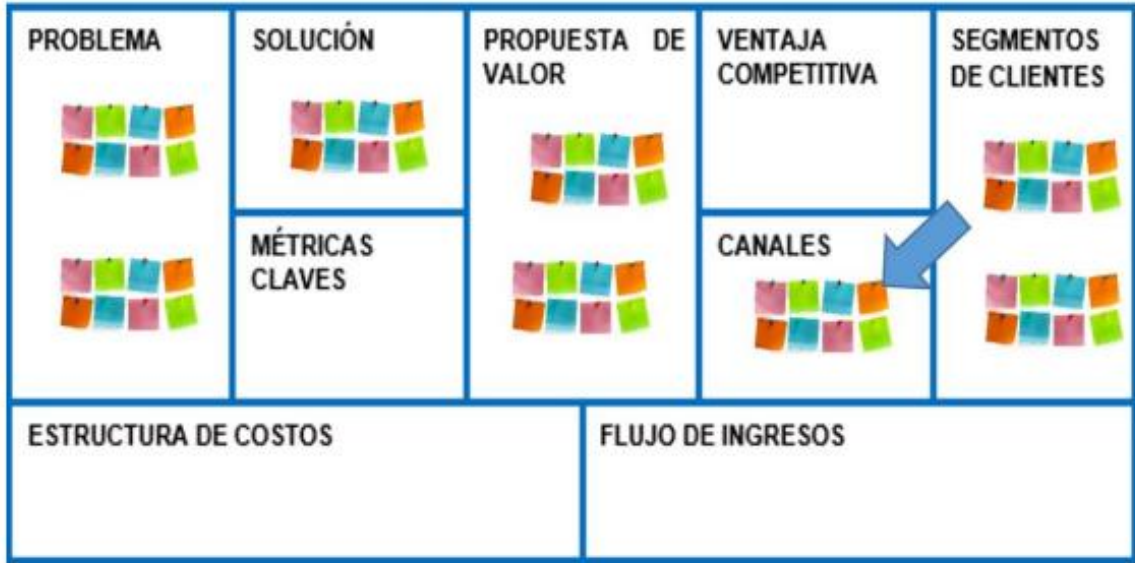 PROBLEMA
SOLUCIÓN
PROPUESTA DE
VALOR
VENTAJA
COMPETITIVA
SEGMENTOS
DE CLIENTES
MÉTRICAS
CLAVES
CANALES
ESTRUCTURA DE COSTOS
FLUJO DE INGRESOS